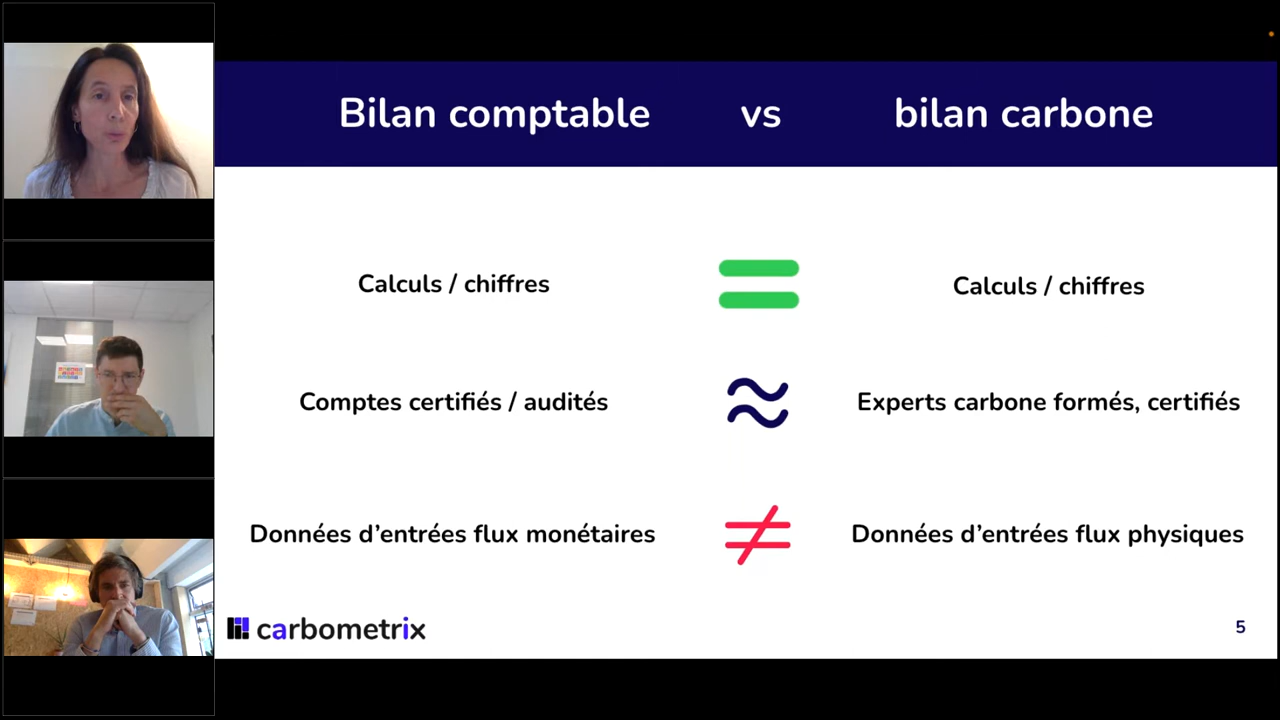 Bilan comptable vs bilan carbone
Calculs / chiffres = Calculs / chiffres
Comptes certifiés / audités ≈ Experts carbone formés, certifiés
Données d’entrées flux monétaires ≠ Données d’entrées flux physiques
carbometrix 5